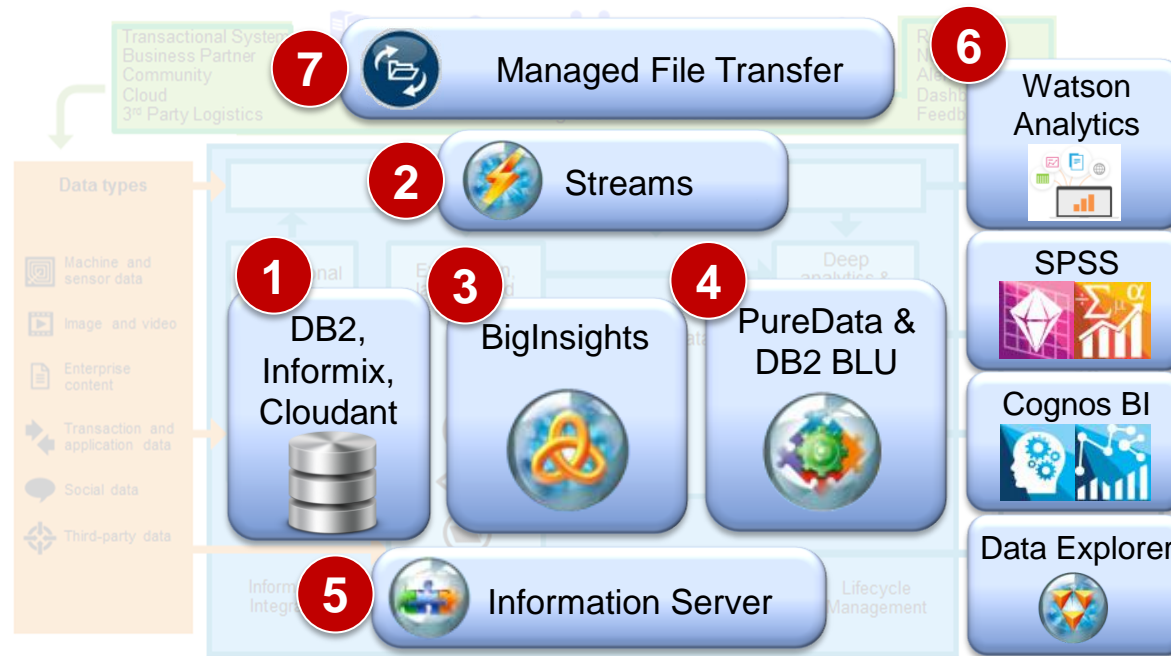 Transactional System
Business Partner
Community
Cloud
3rd Party Logistics
7
Managed File Transfer
6
Watson
Analytics
2
Streams
Data types
Machine and
sensor data
Image and video
Enterprise
content
Transaction and
application data
Social data
Third-party data
1
DB2,
Informix,
Cloudant
3
BigInsights
Deep
analytics &
4
PureData &
DB2 BLU
SPSS
Cognos BI
Data Explorer
5
Information Server
Lifecycle
Management